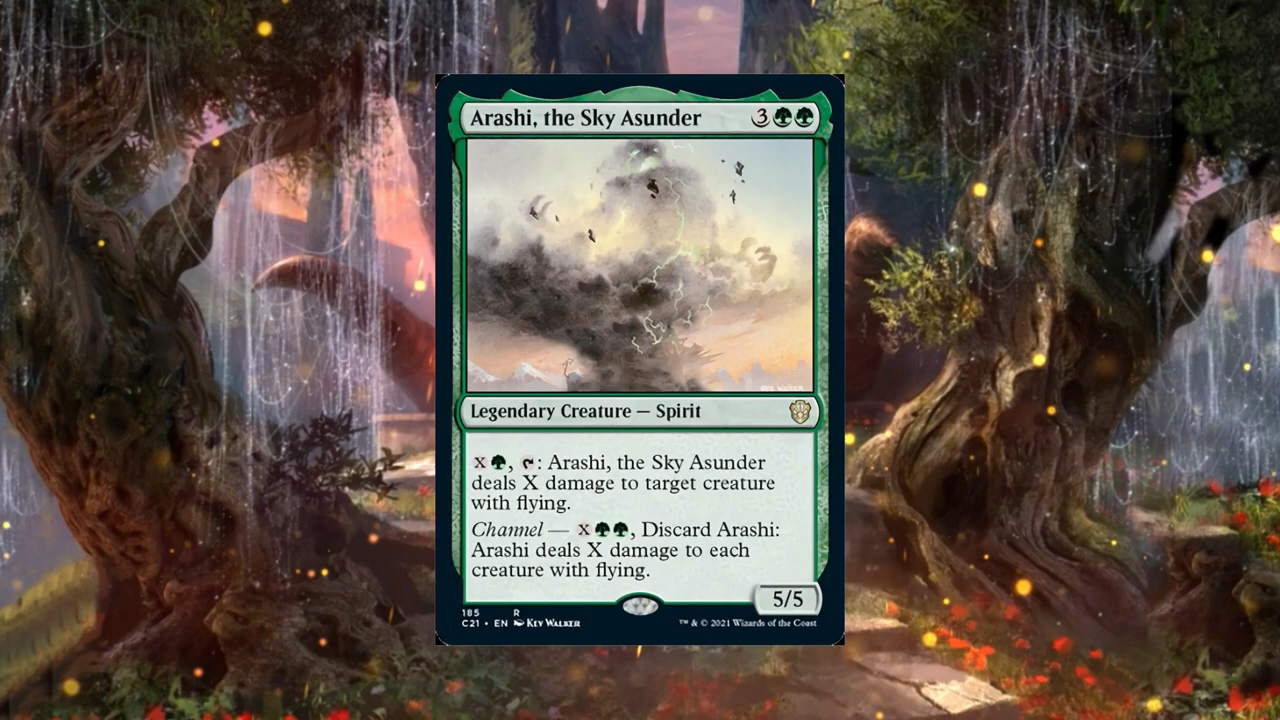 Arashi, the Sky Asunder 3
Legendary Creature — Spirit
X, : Arashi, the Sky Asunder
deals X damage to target creature
with flying.
Channel — X, Discard Arashi:
Arashi deals X damage to each
creature with flying.
5/5
185 R
C21 • EN Key Walker ™ & © 2021 Wizards of the Coast